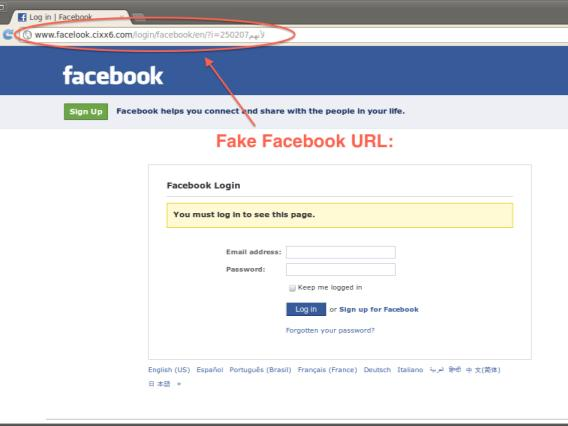 Log in | Facebook
www.facelook.cixx6.com/login/facebook/en/?i=250207لأنهم
facebook
Sign Up Facebook helps you connect and share with the people in your life.
Fake Facebook URL:
Facebook Login
You must log in to see this page.
Email address:
Password:
Keep me logged in
Log in or Sign up for Facebook
Forgotten your password?
English (US) Español Português (Brasil) Français (France) Deutsch Italiano العربية हिन्दी 中文(简体)
日本語 »